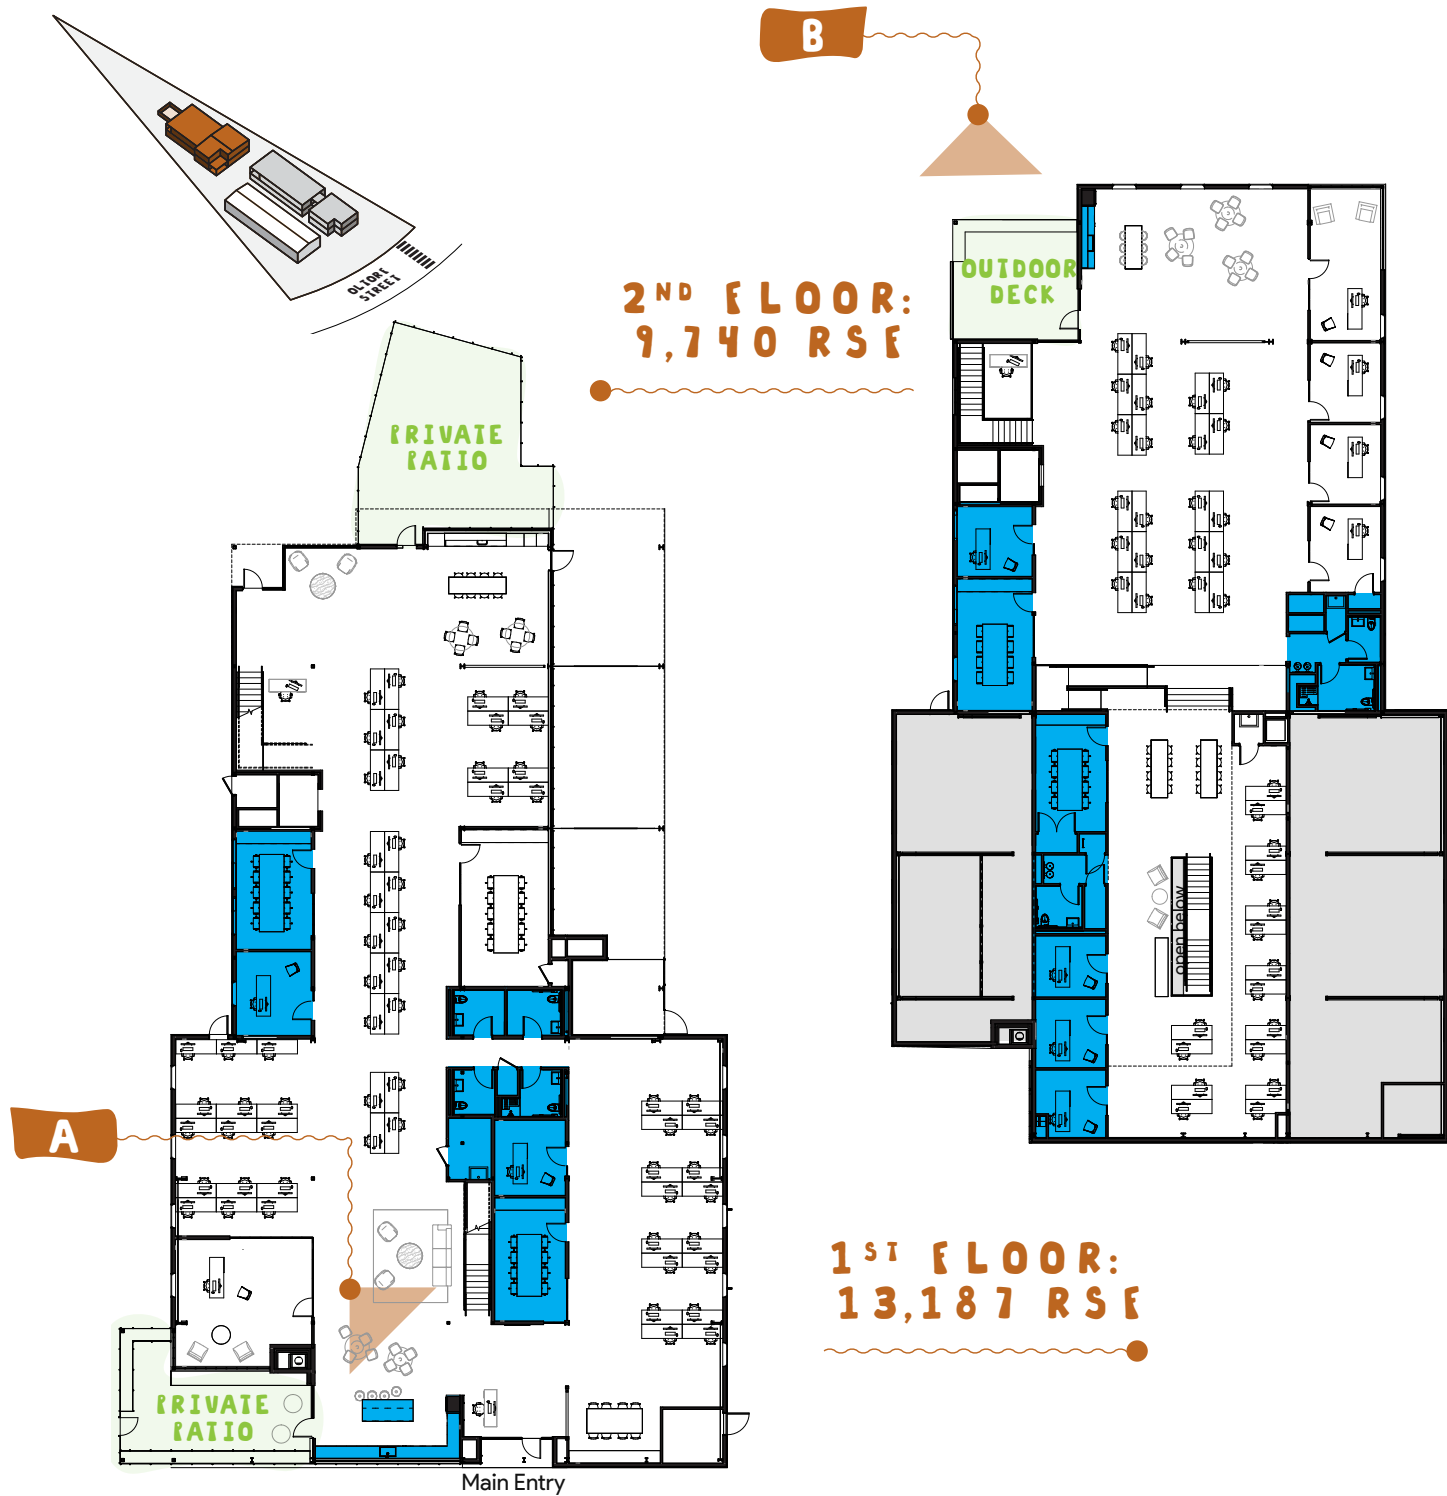 B
OLTORF
STREET
2ND FLOOR:
9,740 RSF
OUTDOOR
DECK
PRIVATE
PATIO
open below
A
1ST FLOOR:
13,187 RSF
PRIVATE
PATIO
Main Entry